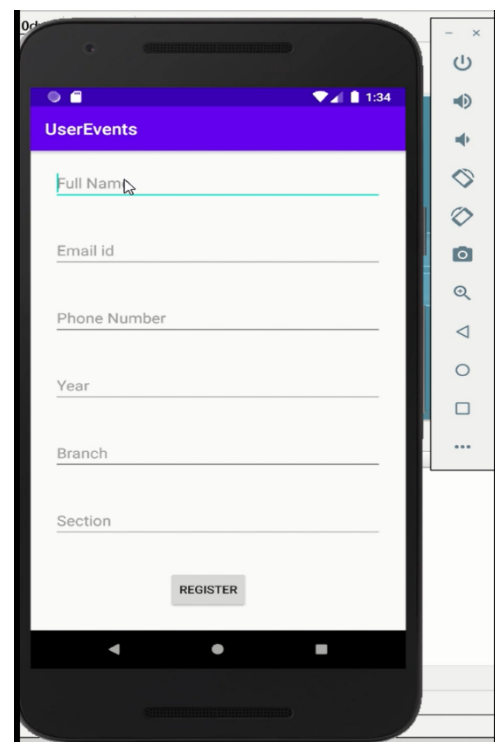 1:34
UserEvents
Full Name
Email id
Phone Number
Year
Branch
Section
REGISTER